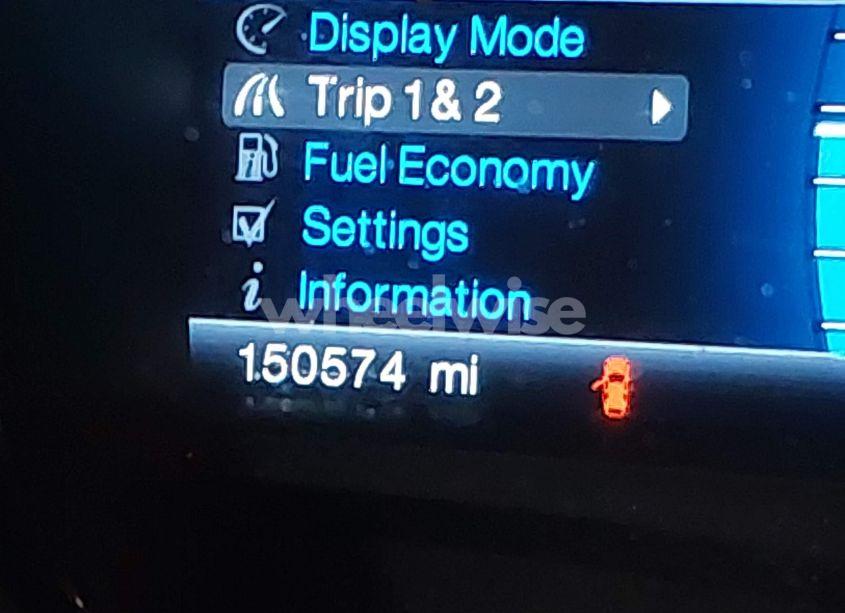 Display Mode
Trip 1 & 2
Fuel Economy
Settings
Information
wheelwise
150574 mi